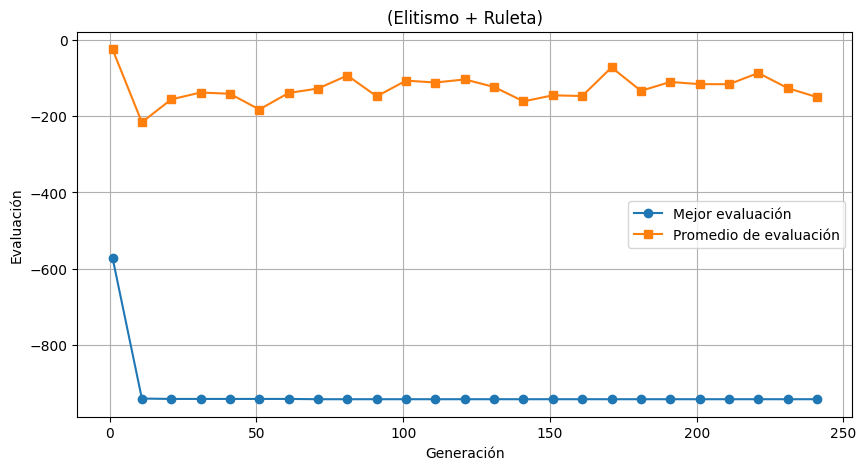 (Elitismo + Ruleta)
Evaluación
0
−200
−400
−600
−800
Mejor evaluación
Promedio de evaluación
0
50
100
150
200
250
Generación